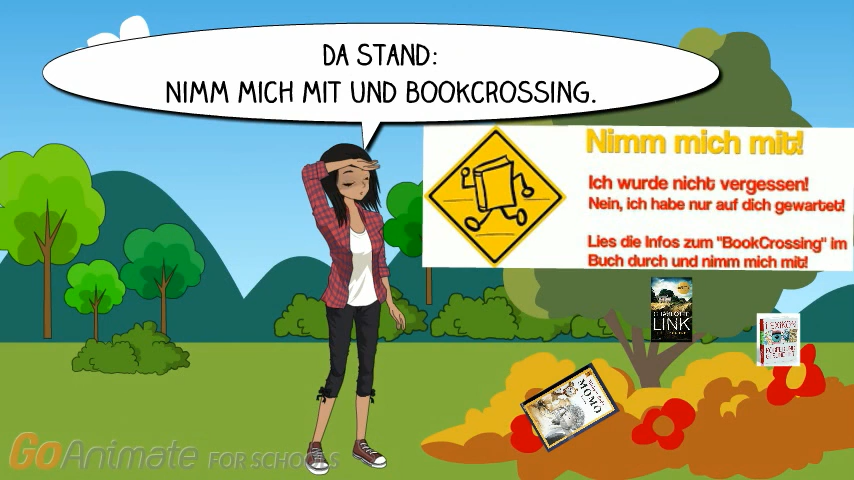 DA STAND:
NIMM MICH MIT UND BOOKCROSSING.
Nimm mich mit!
Ich wurde nicht vergessen!
Nein, ich habe nur auf dich gewartet!
Lies die Infos zum "BookCrossing" im
Buch durch und nimm mich mit!
CHARLOTTE
LINK
LEXIKON
MOMO
GoAnimate FOR SCHOOLS